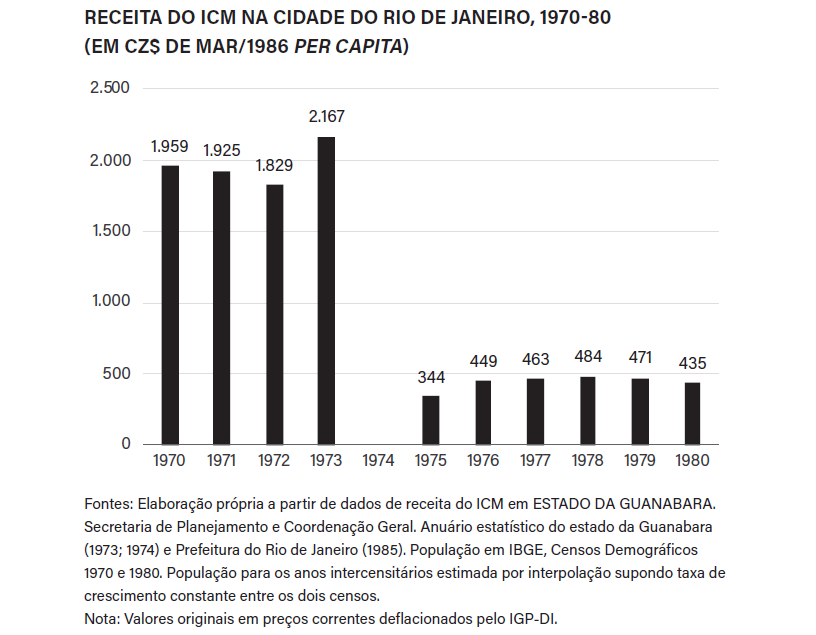 RECEITA DO ICM NA CIDADE DO RIO DE JANEIRO, 1970-80
(EM CZ$ DE MAR/1986 PER CAPITA)
2.500
2.000
1.500
1.000
500
0
1.959
1.925
1.829
2.167
344
449
463
484
471
435
1970 1971 1972 1973 1974 1975 1976 1977 1978 1979 1980
Fontes: Elaboração própria a partir de dados de receita do ICM em ESTADO DA GUANABARA.
Secretaria de Planejamento e Coordenação Geral. Anuário estatístico do estado da Guanabara
(1973; 1974) e Prefeitura do Rio de Janeiro (1985). População em IBGE, Censos Demográficos
1970 e 1980. População para os anos intercensitários estimada por interpolação supondo taxa de
crescimento constante entre os dois censos.
Nota: Valores originais em preços correntes deflacionados pelo IGP-DI.